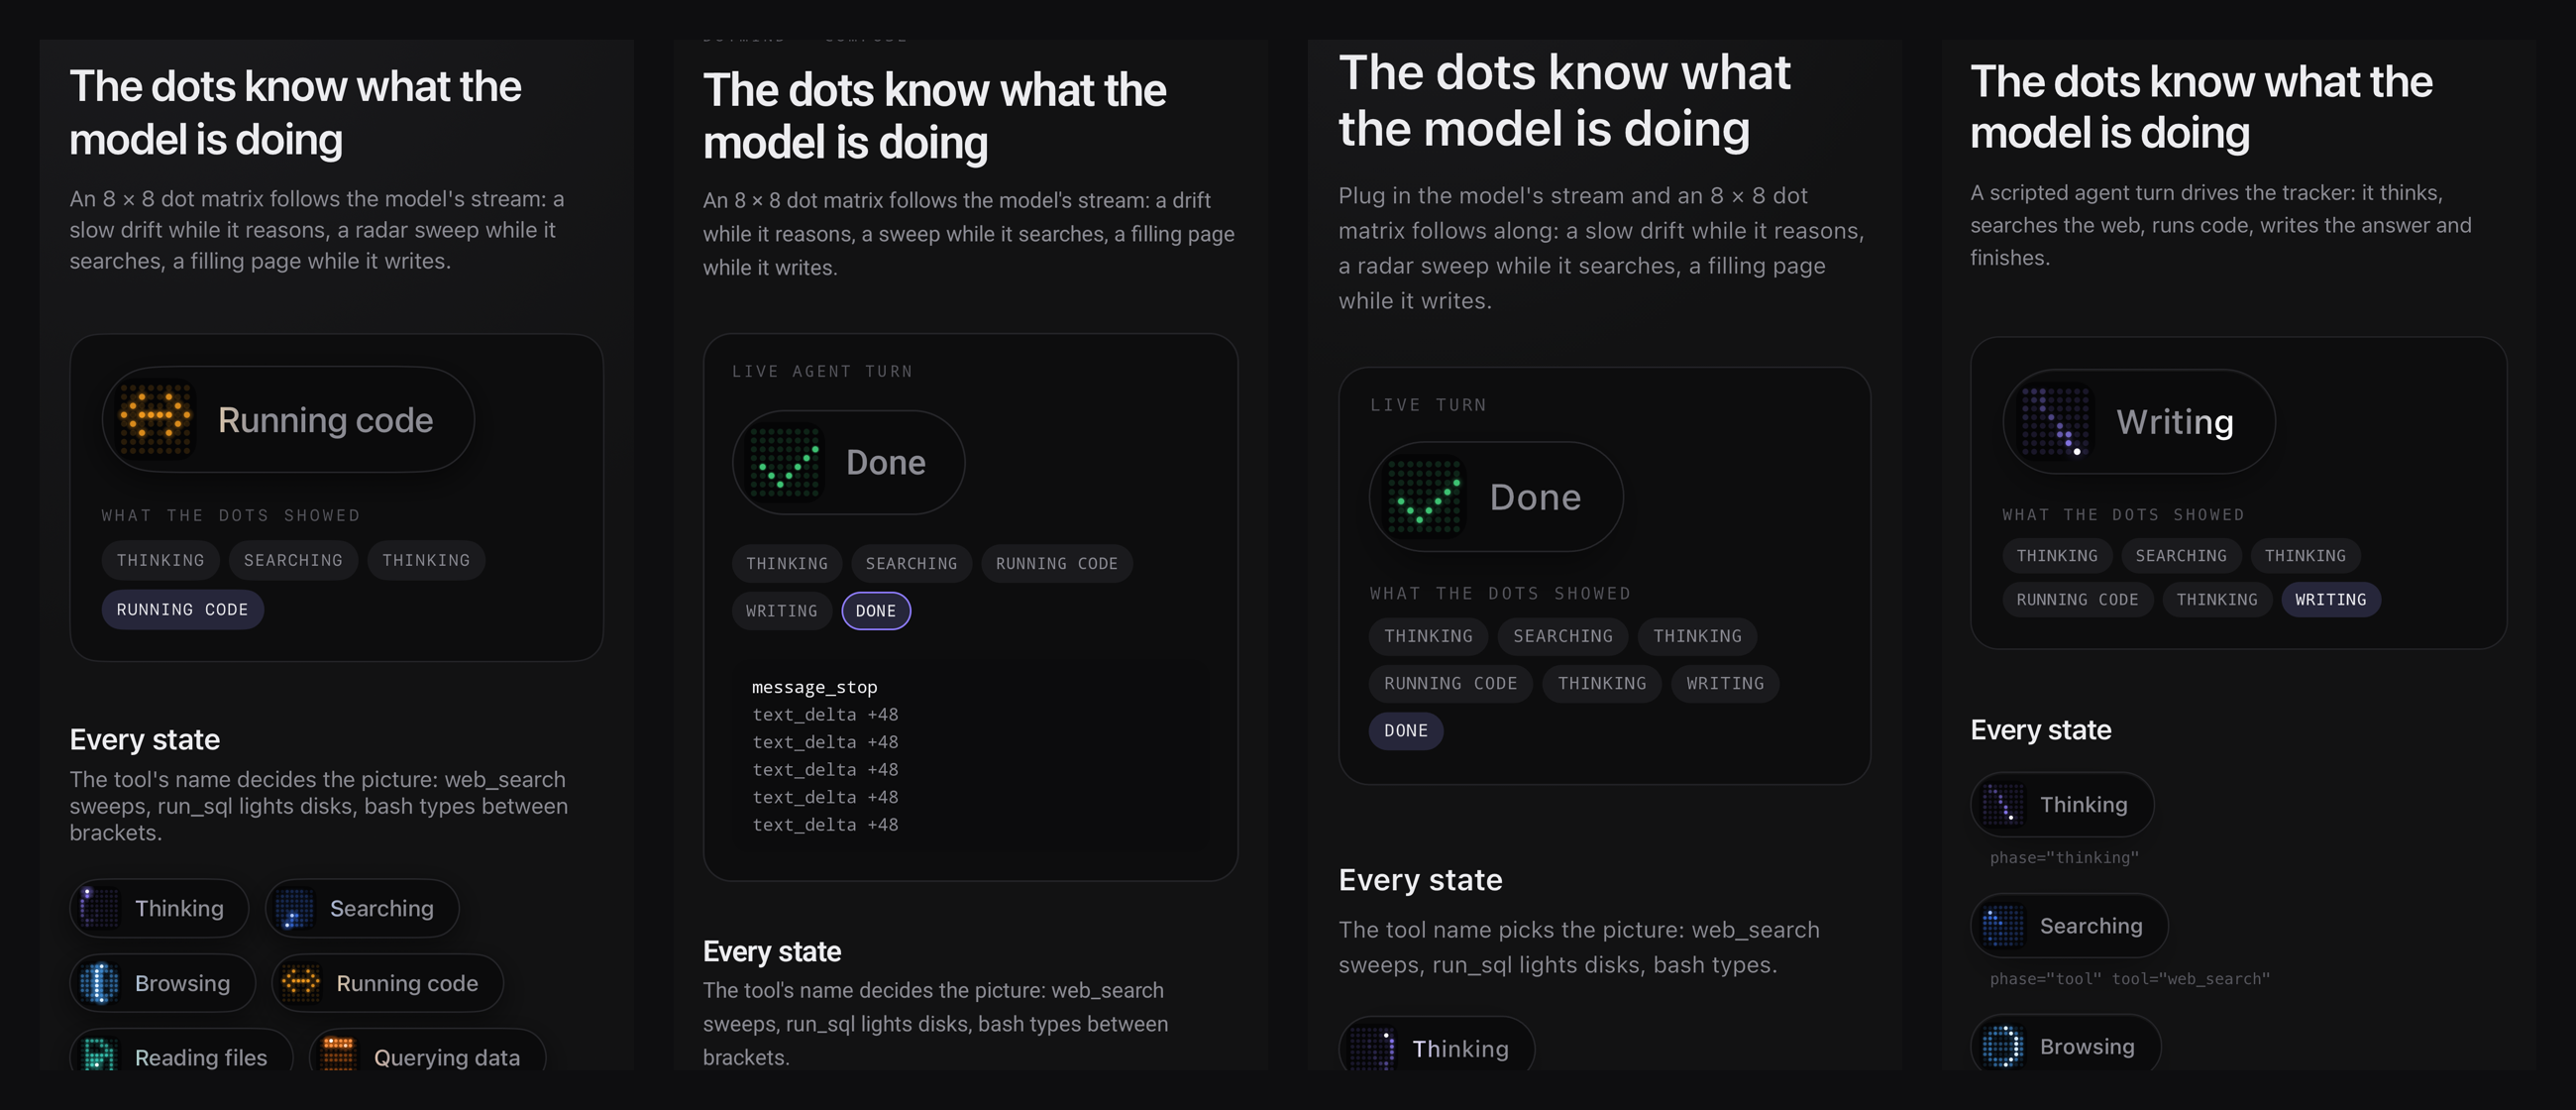 The dots know what the
model is doing
An 8 × 8 dot matrix follows the model's stream: a
slow drift while it reasons, a radar sweep while it
searches, a filling page while it writes.
Running code
WHAT THE DOTS SHOWED
THINKING SEARCHING THINKING
RUNNING CODE
Every state
The tool's name decides the picture: web_search
sweeps, run_sql lights disks, bash types between
brackets.
Thinking Searching
Browsing Running code
Reading files Querying data
The dots know what the
model is doing
An 8 × 8 dot matrix follows the model's stream: a drift
while it reasons, a sweep while it searches, a filling page
while it writes.
LIVE AGENT TURN
Done
THINKING SEARCHING RUNNING CODE
WRITING DONE
message_stop
text_delta +48
text_delta +48
text_delta +48
text_delta +48
text_delta +48
Every state
The tool's name decides the picture: web_search
sweeps, run_sql lights disks, bash types between
brackets.
The dots know what
the model is doing
Plug in the model's stream and an 8 × 8 dot
matrix follows along: a slow drift while it reasons,
a radar sweep while it searches, a filling page
while it writes.
LIVE TURN
Done
WHAT THE DOTS SHOWED
THINKING SEARCHING THINKING
RUNNING CODE THINKING WRITING
DONE
Every state
The tool name picks the picture: web_search
sweeps, run_sql lights disks, bash types.
Thinking
The dots know what the
model is doing
A scripted agent turn drives the tracker: it thinks,
searches the web, runs code, writes the answer and
finishes.
Writing
WHAT THE DOTS SHOWED
THINKING SEARCHING THINKING
RUNNING CODE THINKING WRITING
Every state
Thinking
phase="thinking"
Searching
phase="tool" tool="web_search"
Browsing